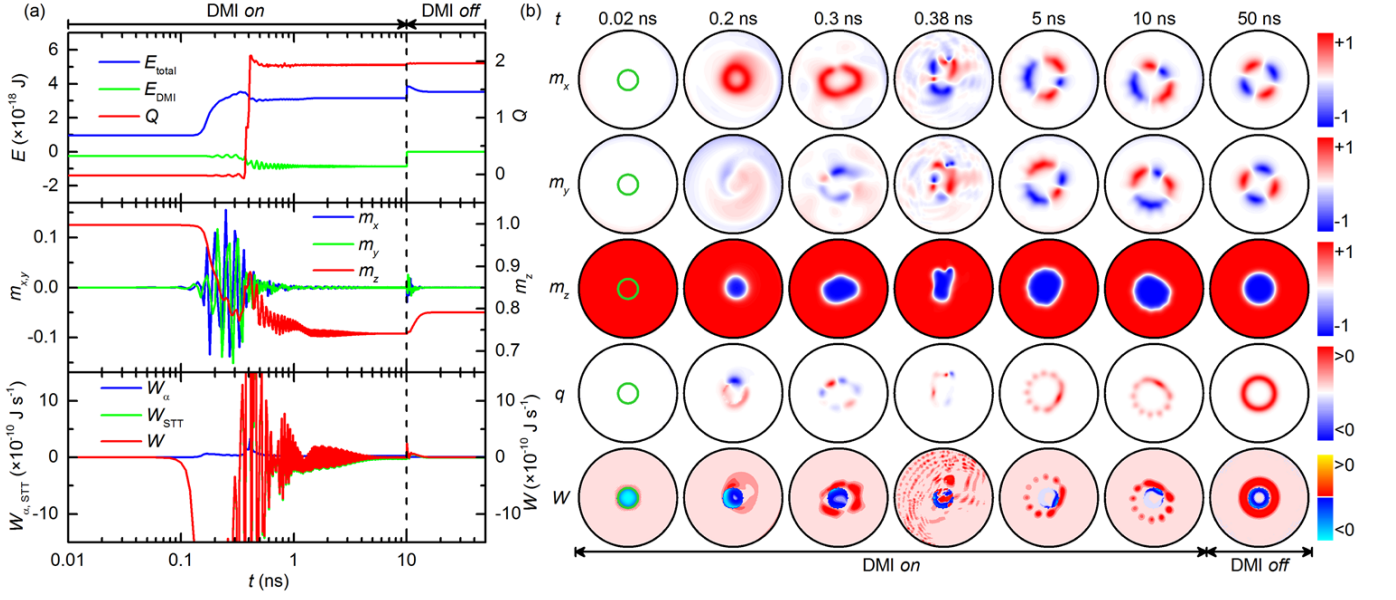 (a)
DMI on
DMI off
E_total
E_DMI
Q
E (×10⁻¹⁸ J)
6
4
2
0
-2
Q
2
1
0
m_x
m_y
m_z
m_x,y
0.1
0.0
-0.1
m_z
1.0
0.9
0.8
0.7
W_α
W_STT
W
W_α,STT (×10⁻¹⁰ J s⁻¹)
0
-10
W (×10⁻¹⁰ J s⁻¹)
0
-10
0.01
0.1
1
10
t (ns)
(b)
t
0.02 ns
0.2 ns
0.3 ns
0.38 ns
5 ns
10 ns
50 ns
m_x
+1
-1
m_y
+1
-1
m_z
+1
-1
q
>0
<0
W
>0
<0
DMI on
DMI off